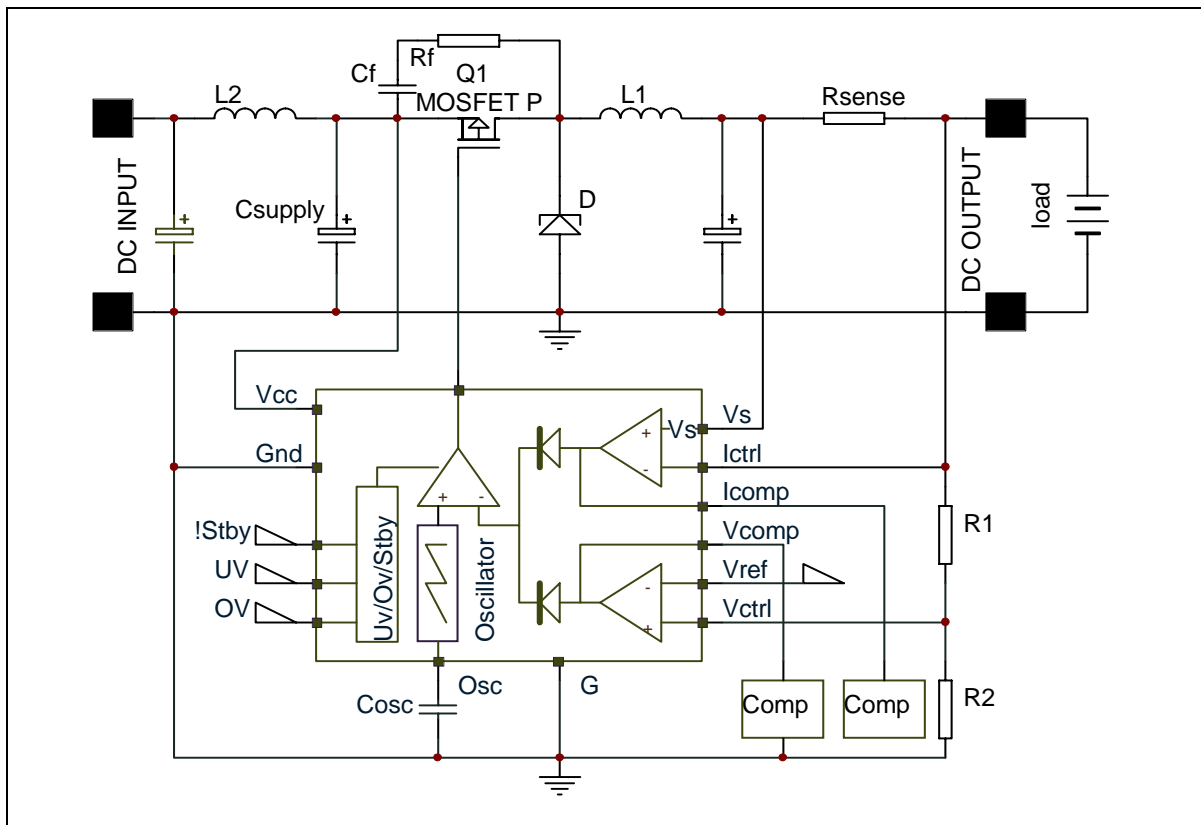 Rf
Cf
Q1
MOSFET P
L2
L1
Rsense
DC INPUT
Csupply
+
+
D
+
DC OUTPUT
Iload
Vcc
Gnd
!Stby
UV
OV
Uv/Ov/Stby
+ -
Oscillator
Vs
+
-
-
+
Vs
Ictrl
Icomp
Vcomp
Vref
Vctrl
R1
R2
Cosc
Osc
G
Comp
Comp